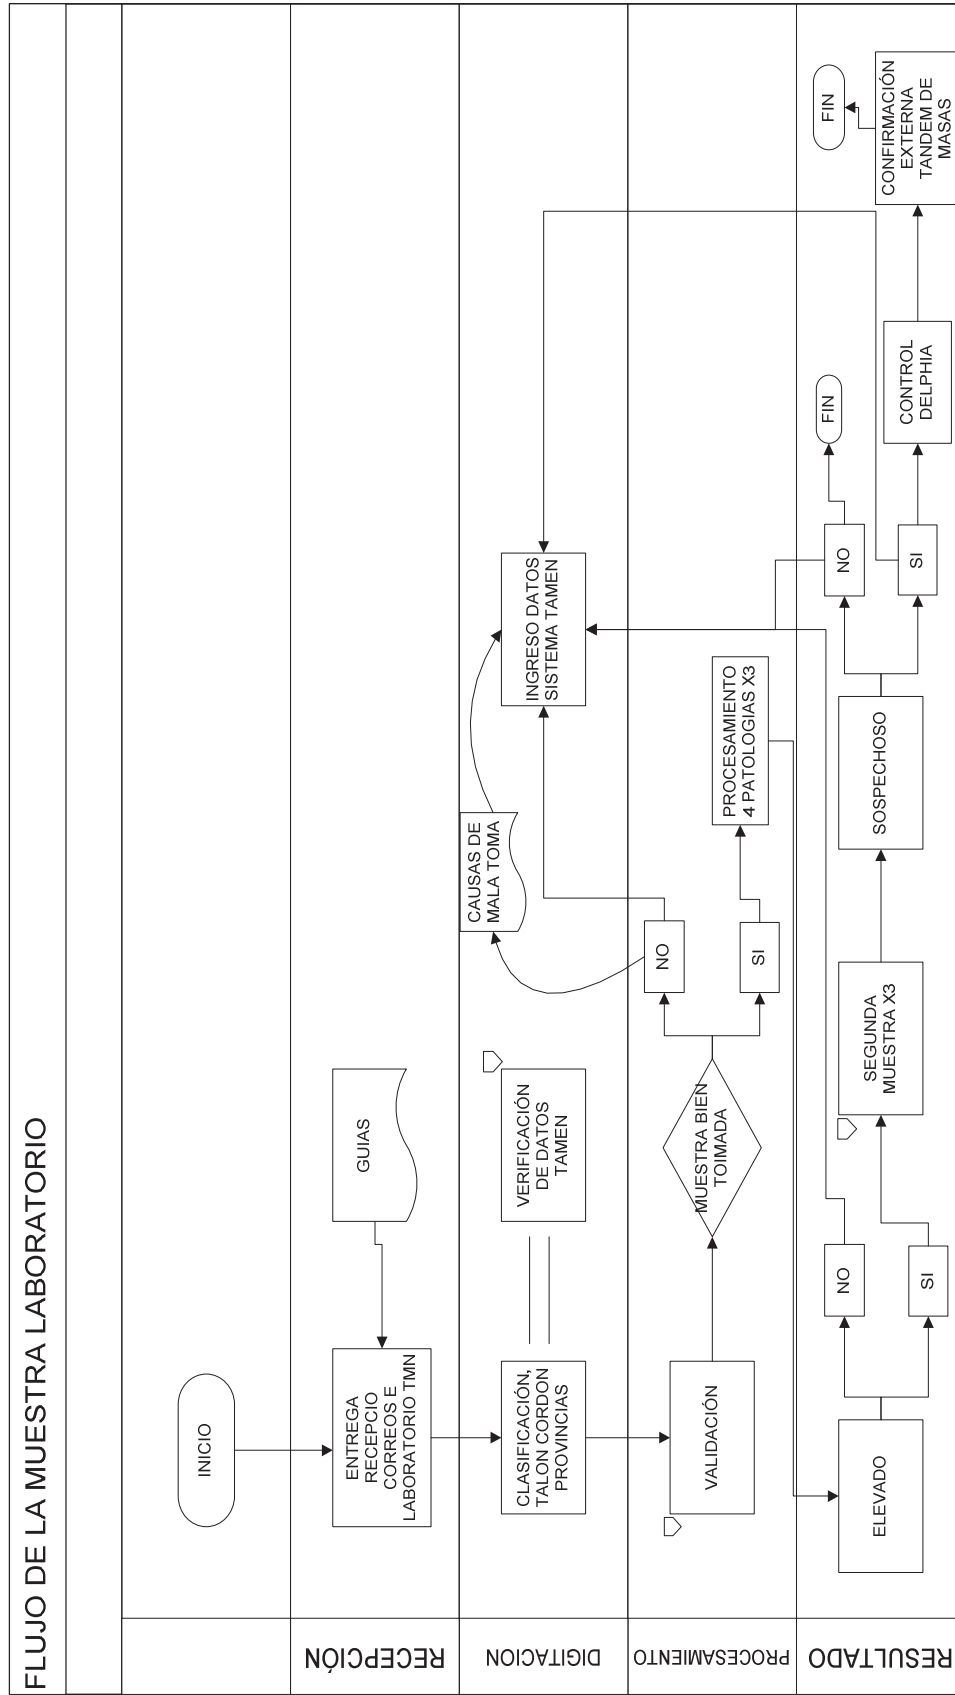 FLUJO DE LA MUESTRA LABORATORIO
INICIO
RECEPCIÓN
ENTREGA
RECEPCIO
CORREOS E
LABORATORIO TMN
GUIAS
DIGITACION
CLASIFICACIÓN,
TALON CORDON
PROVINCIAS
VERIFICACIÓN
DE DATOS
TAMEN
CAUSAS DE
MALA TOMA
INGRESO DATOS
SISTEMA TAMEN
PROCESAMIENTO
VALIDACIÓN
MUESTRA BIEN
TOIMADA
NO
SI
PROCESAMIENTO
4 PATOLOGIAS X3
RESULTADO
ELEVADO
NO
SI
SEGUNDA
MUESTRA X3
SOSPECHOSO
NO
SI
FIN
CONTROL
DELPHIA
CONFIRMACIÓN
EXTERNA
TANDEM DE
MASAS
FIN